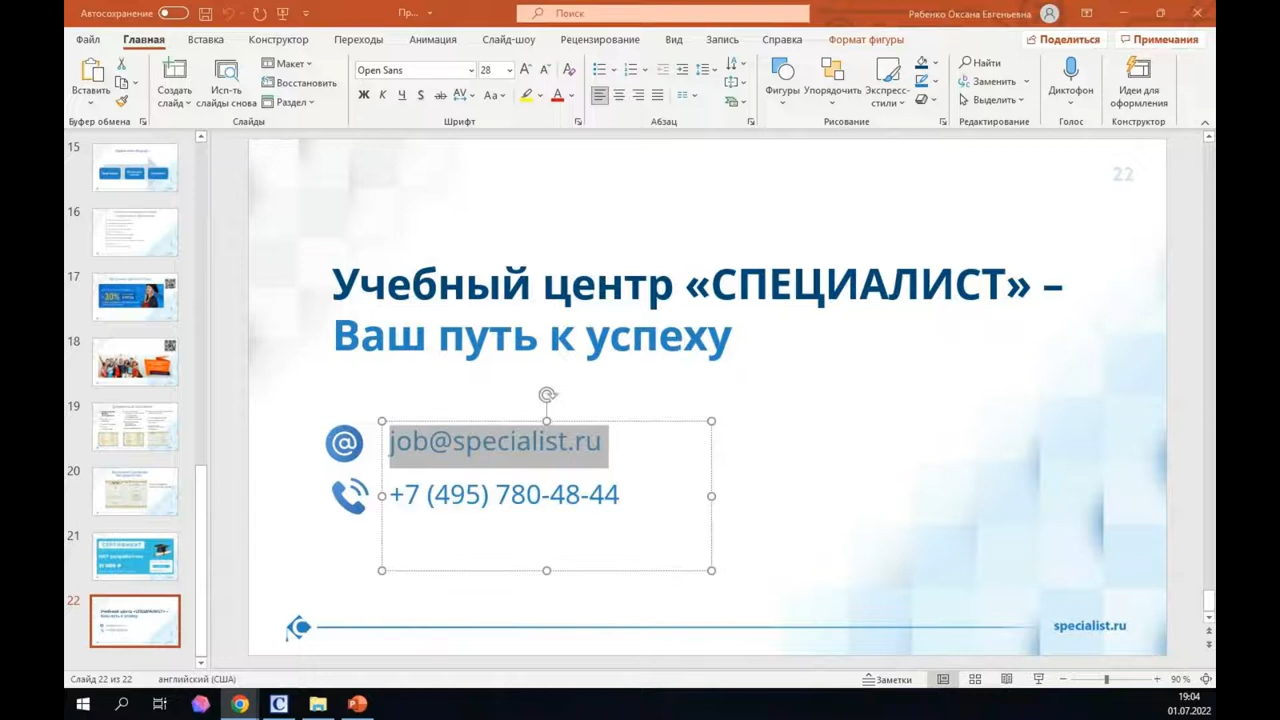 Автосохранение
Пр...
Поиск
Рябенко Оксана Евгеньевна
Файл Главная Вставка Конструктор Переходы Анимация Слайд-шоу Рецензирование Вид Запись Справка Формат фигуры Поделиться Примечания
Вставить
Буфер обмена
Создать слайд
Исп-ть слайды снова
Макет
Восстановить
Раздел
Слайды
Open Sans 28
Ж К Ч S ab AV Aa A
Шрифт
Абзац
Фигуры Упорядочить Экспресс-стили
Рисование
Найти
Заменить
Выделить
Редактирование
Диктофон
Голос
Идеи для оформления
Конструктор
15
16
17
18
19
20
21
22
22
Учебный центр «СПЕЦИАЛИСТ» –
Ваш путь к успеху
job@specialist.ru
+7 (495) 780-48-44
specialist.ru
Слайд 22 из 22 английский (США) Заметки 90 %
19:04
01.07.2022